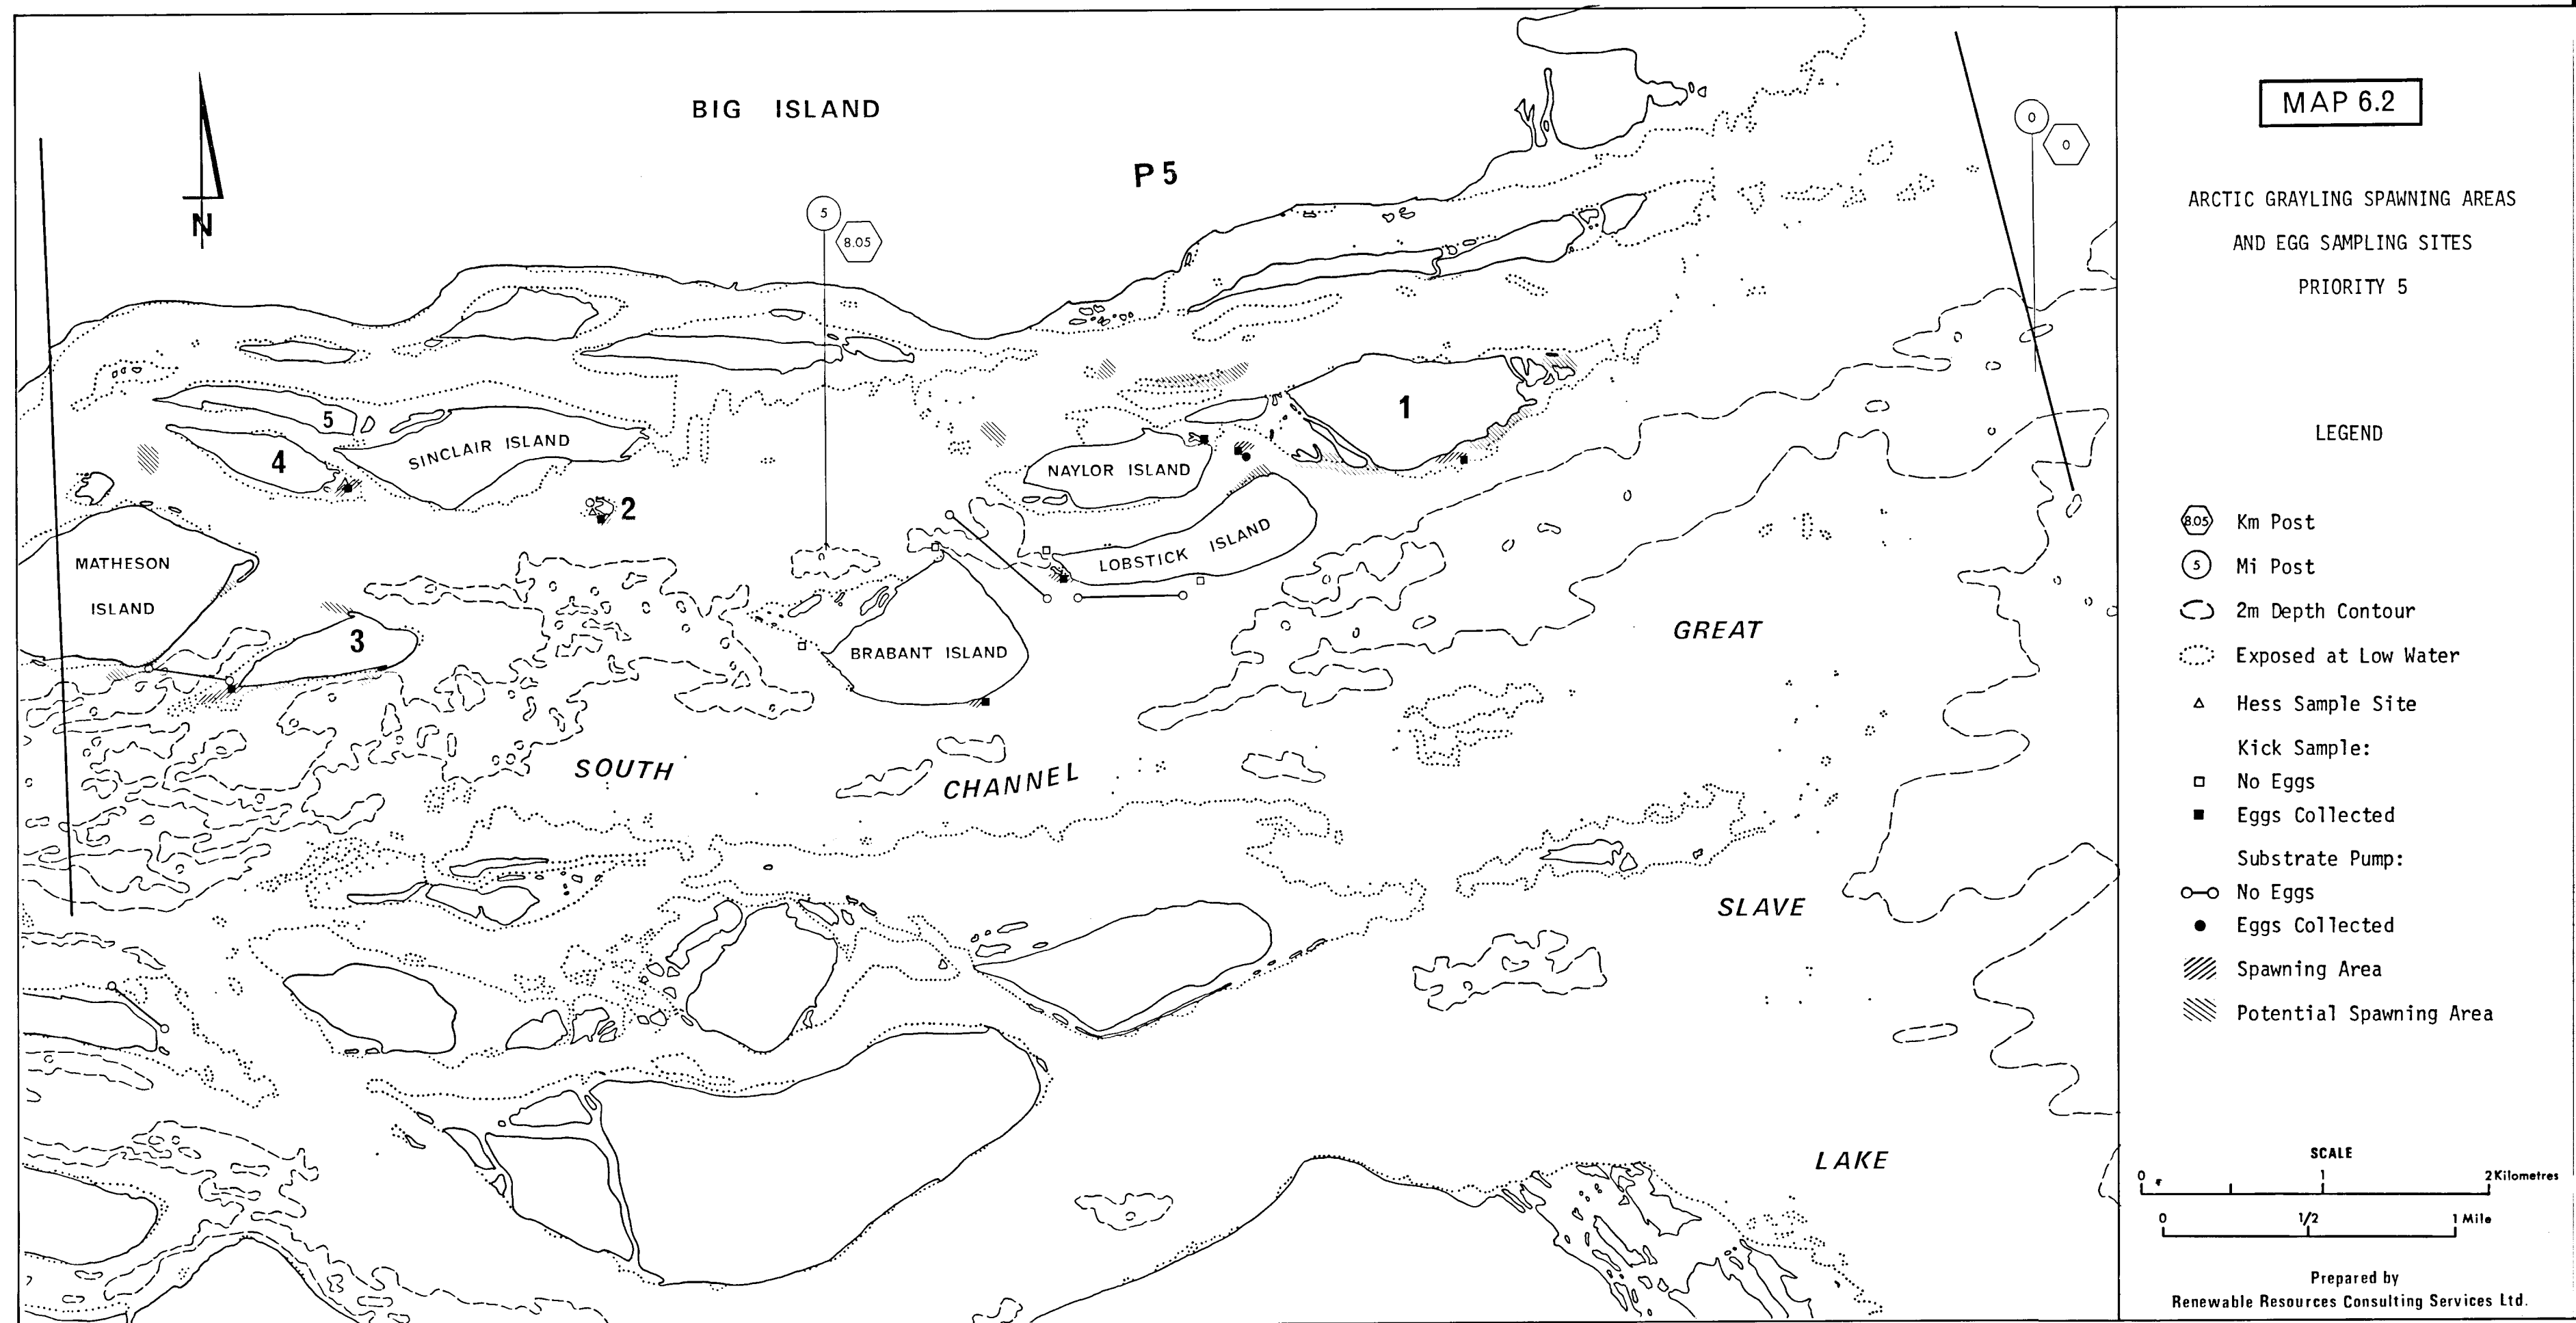 BIG ISLAND
P 5
N
5
8.05
0
0
1
5
SINCLAIR ISLAND
4
NAYLOR ISLAND
2
LOBSTICK ISLAND
MATHESON
ISLAND
3
BRABANT ISLAND
GREAT
SOUTH
CHANNEL
SLAVE
LAKE
MAP 6.2
ARCTIC GRAYLING SPAWNING AREAS
AND EGG SAMPLING SITES
PRIORITY 5
LEGEND
8.05 Km Post
5 Mi Post
2m Depth Contour
Exposed at Low Water
Hess Sample Site
Kick Sample:
No Eggs
Eggs Collected
Substrate Pump:
No Eggs
Eggs Collected
Spawning Area
Potential Spawning Area
SCALE
0 1 2 Kilometres
0 1/2 1 Mile
Prepared by
Renewable Resources Consulting Services Ltd.